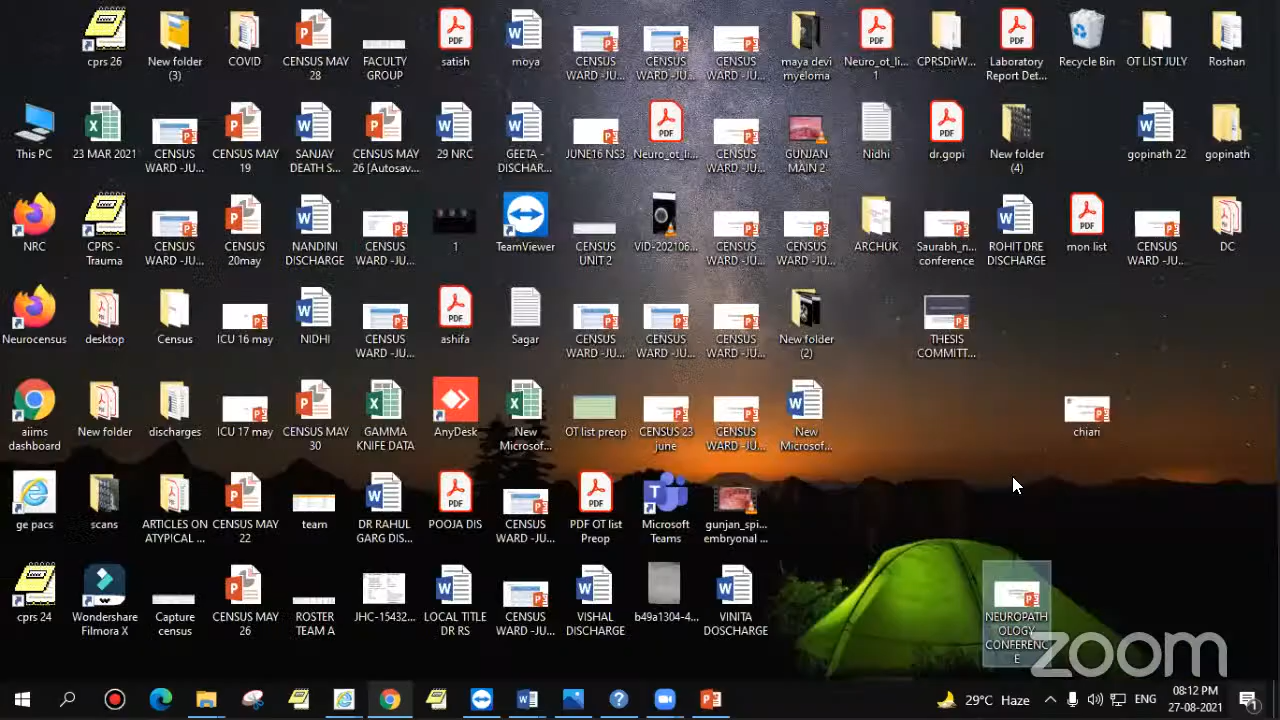 cprs 26
New folder
(3)
COVID
CENSUS MAY
28
FACULTY
GROUP
satish
moya
CENSUS
WARD -JU...
CENSUS
WARD -JU...
CENSUS
WARD -JU...
maya devi
myeloma
Neuro_ot_li...
1
CPRSDirW...
Laboratory
Report Det...
Recycle Bin
OT LIST JULY
Roshan
This PC
23 MAR 2021
CENSUS
WARD -JU...
CENSUS MAY
19
SANJAY
DEATH S...
CENSUS MAY
26 [Autosav...
29 NRC
GEETA -
DISCHAR...
JUNE16 NS3
Neuro_ot_li...
CENSUS
WARD -JU...
GUNJAN
MAIN 2
Nidhi
dr.gopi
New folder
(4)
gopinath 22
gopinath
NRC
CPRS -
Trauma
CENSUS
WARD -JU...
CENSUS
20may
NANDINI
DISCHARGE
CENSUS
WARD -JU...
1
TeamViewer
CENSUS
UNIT 2
VID-202106...
CENSUS
WARD -JU...
CENSUS
WARD -JU...
ARCHUK
Saurabh_n...
conference
ROHIT DRE
DISCHARGE
mon list
CENSUS
WARD -JU...
DC
Neurocensus
desktop
Census
ICU 16 may
NIDHI
CENSUS
WARD -JU...
ashifa
Sagar
CENSUS
WARD -JU...
CENSUS
WARD -JU...
CENSUS
WARD -JU...
New folder
(2)
THESIS
COMMITT...
aiims
dashboard
New folder
discharges
ICU 17 may
CENSUS MAY
30
GAMMA
KNIFE DATA
AnyDesk
New
Microsof...
OT list preop
CENSUS 23
june
CENSUS
WARD -JU...
New
Microsof...
chiari
ge pacs
scans
ARTICLES ON
ATYPICAL ...
CENSUS MAY
22
team
DR RAHUL
GARG DIS...
POOJA DIS
CENSUS
WARD -JU...
PDF OT list
Preop
Microsoft
Teams
gunjan_spi...
embryonal ...
cprs 24
Wondershare
Filmora X
Capture
census
CENSUS MAY
26
ROSTER
TEAM A
JHC-15432...
LOCAL TITLE
DR RS
CENSUS
WARD -JU...
VISHAL
DISCHARGE
b49a1304-4...
VINITA
DOSCHARGE
NEUROPATH
OLOGY
CONFERENC
E
zoom
29°C Haze
ENG
03:12 PM
27-08-2021
1